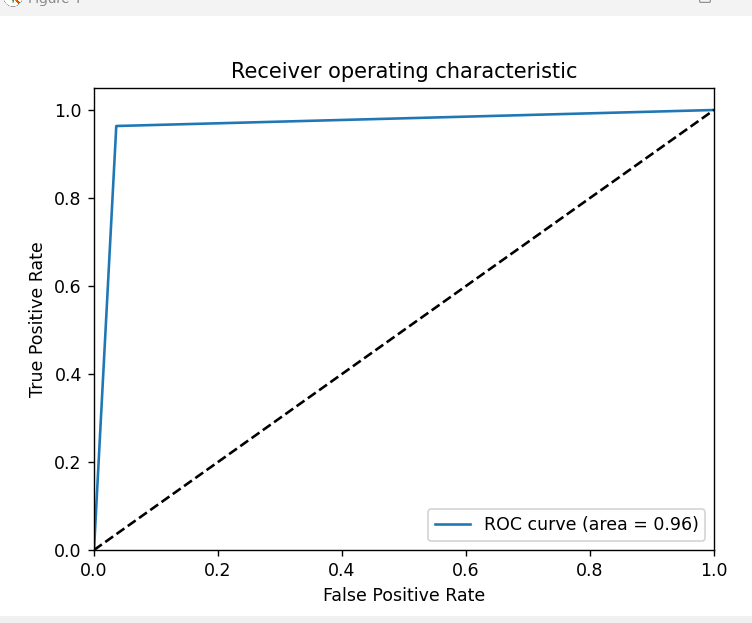 Receiver operating characteristic
True Positive Rate
1.0
0.8
0.6
0.4
0.2
0.0
ROC curve (area = 0.96)
0.0 0.2 0.4 0.6 0.8 1.0
False Positive Rate